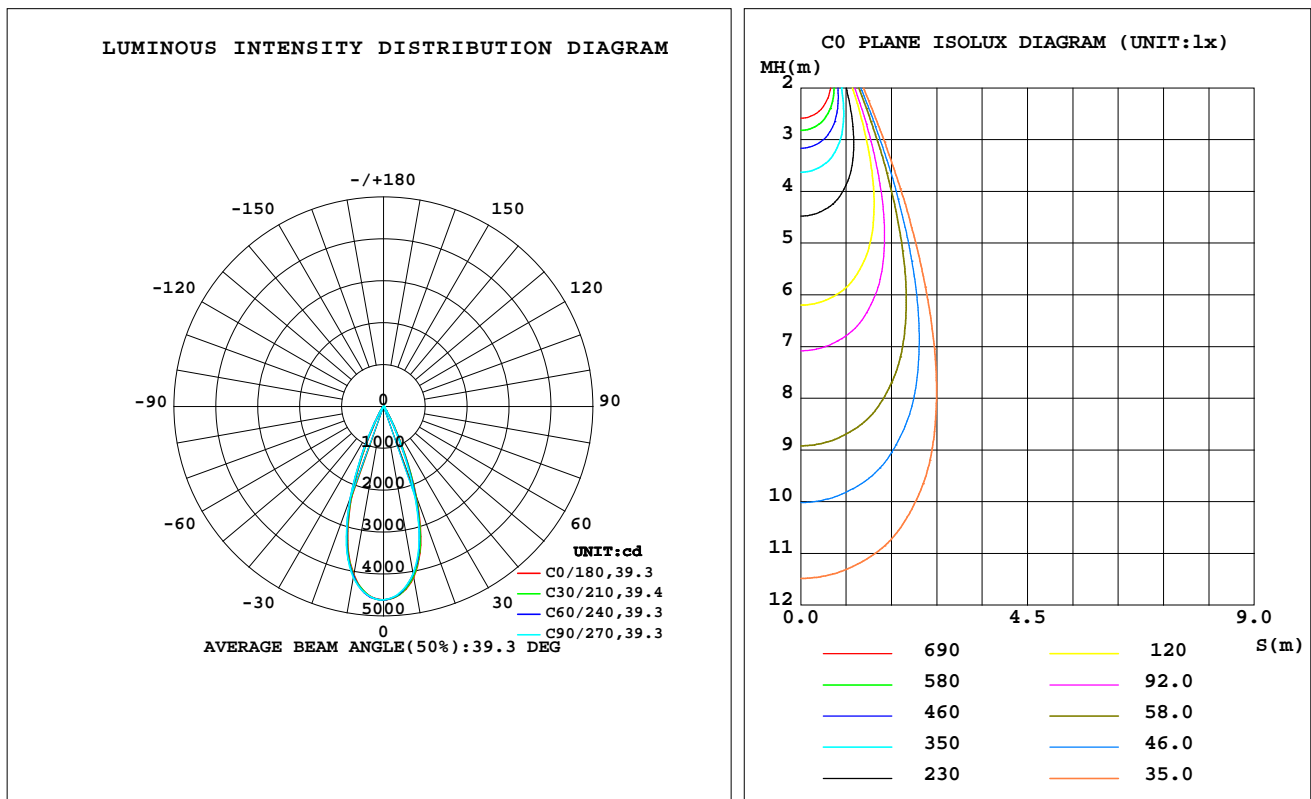 LUMINOUS INTENSITY DISTRIBUTION DIAGRAM
-/+180
-150 150
-120 120
-90 90
-60 60
-30 30
0
0
1000
2000
3000
4000
5000
UNIT:cd
C0/180,39.3
C30/210,39.4
C60/240,39.3
C90/270,39.3
AVERAGE BEAM ANGLE(50%):39.3 DEG
C0 PLANE ISOLUX DIAGRAM (UNIT:lx)
MH(m)
2
3
4
5
6
7
8
9
10
11
12
0.0 4.5 9.0
S(m)
690 120
580 92.0
460 58.0
350 46.0
230 35.0